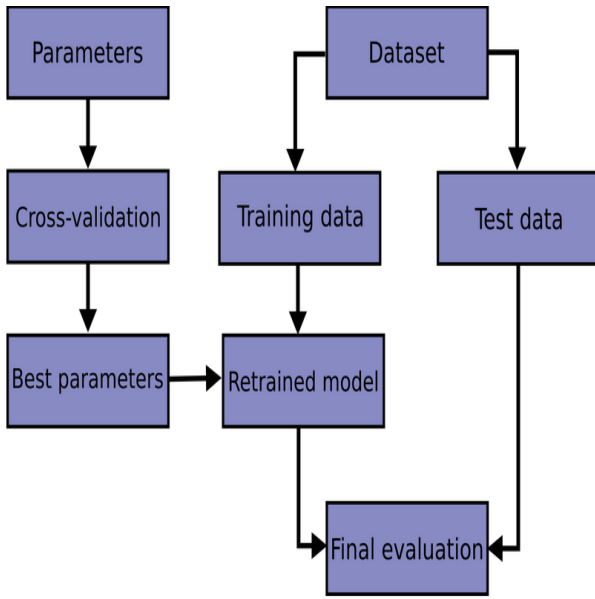 Parameters
Dataset
Cross-validation
Training data
Test data
Best parameters
Retrained model
Final evaluation